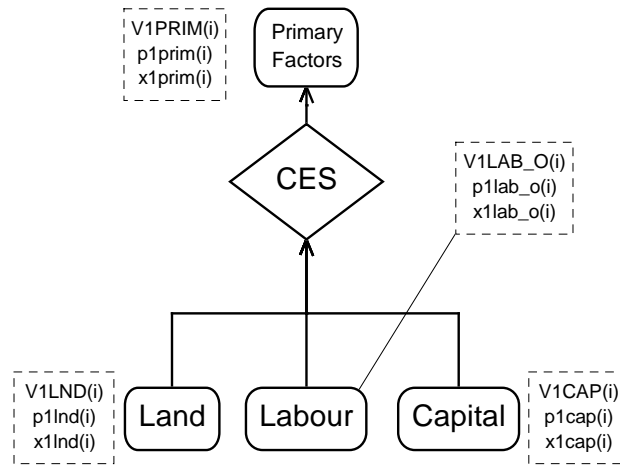 V1PRIM(i)
p1prim(i)
x1prim(i)
Primary
Factors
CES
V1LAB_O(i)
p1lab_o(i)
x1lab_o(i)
V1LND(i)
p1lnd(i)
x1lnd(i)
Land
Labour
Capital
V1CAP(i)
p1cap(i)
x1cap(i)